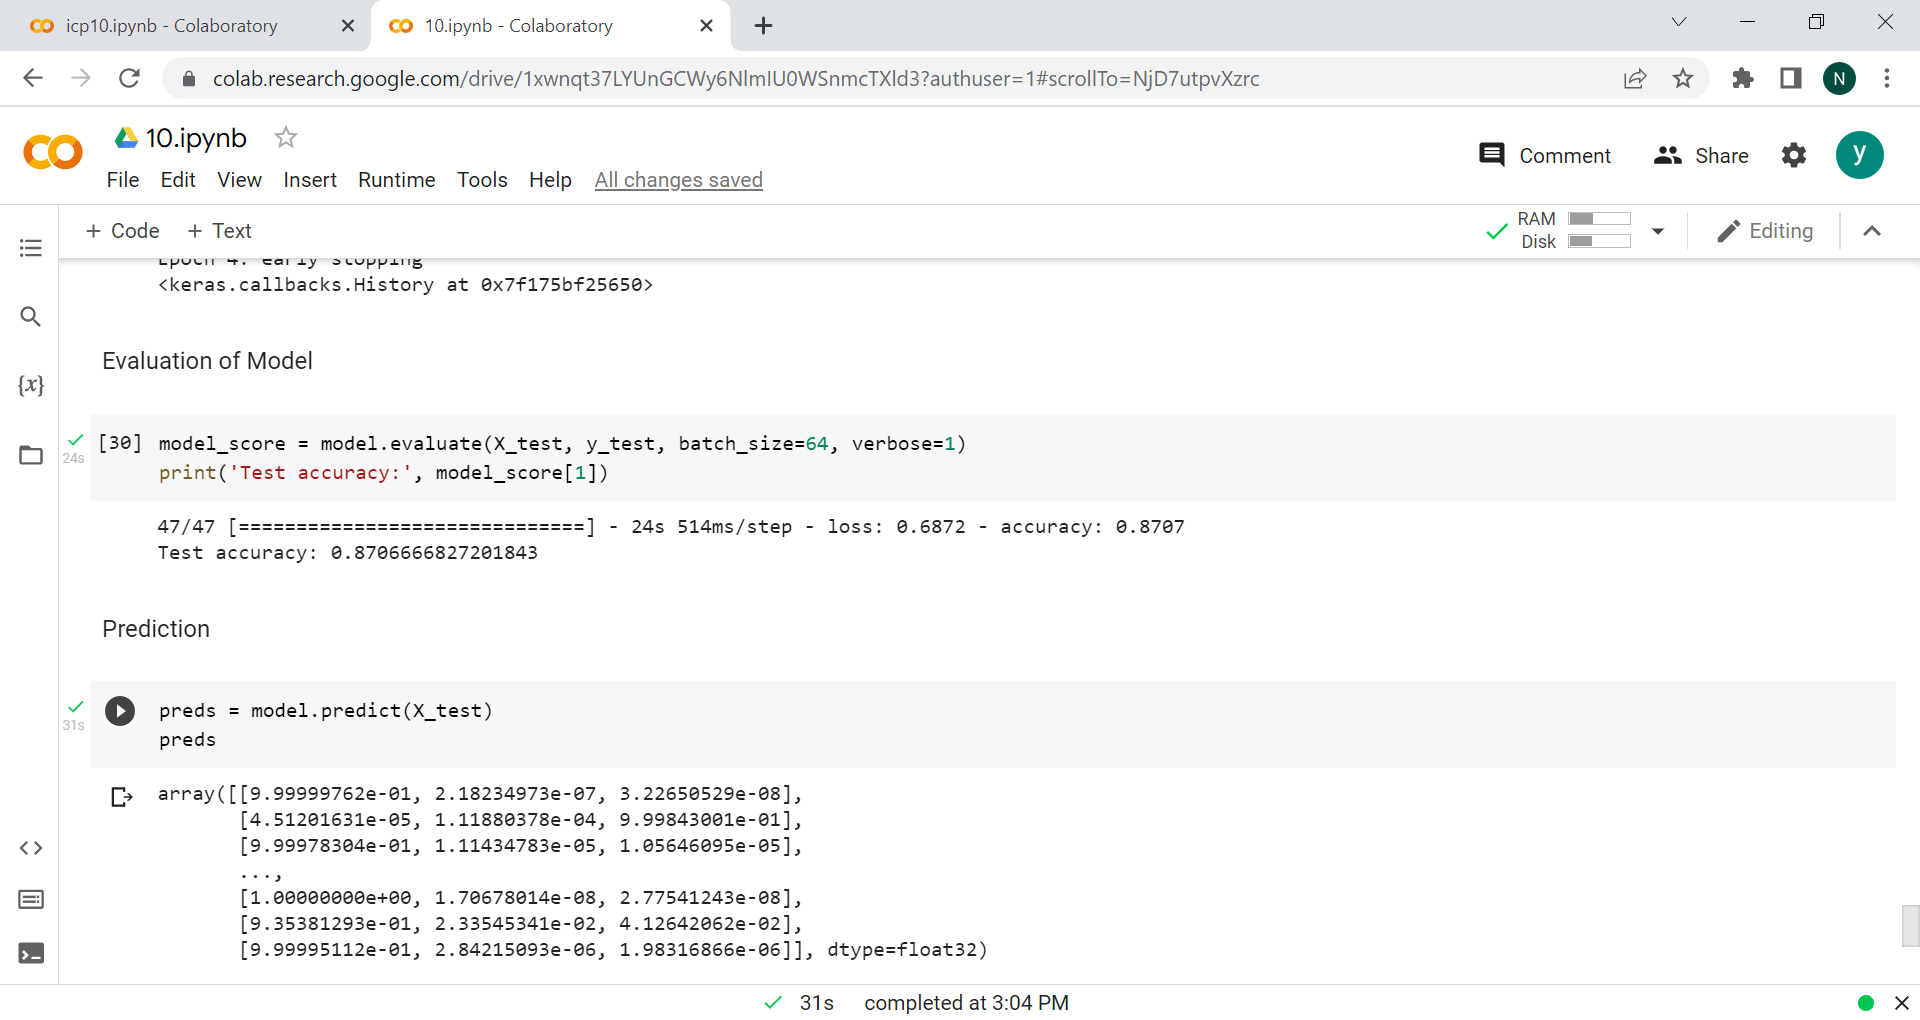 icp10.ipynb - Colaboratory
10.ipynb - Colaboratory
colab.research.google.com/drive/1xwnqt37LYUnGCWy6NlmIU0WSnmcTXld3?authuser=1#scrollTo=NjD7utpvXzrc
N
10.ipynb
Comment
Share
y
File Edit View Insert Runtime Tools Help All changes saved
+ Code + Text
RAM
Disk
Editing
Epoch 4: early stopping
<keras.callbacks.History at 0x7f175bf25650>
Evaluation of Model
{x}
24s
[30] model_score = model.evaluate(X_test, y_test, batch_size=64, verbose=1)
print('Test accuracy:', model_score[1])
47/47 [==============================] - 24s 514ms/step - loss: 0.6872 - accuracy: 0.8707
Test accuracy: 0.8706666827201843
Prediction
31s
preds = model.predict(X_test)
preds
array([[9.99999762e-01, 2.18234973e-07, 3.22650529e-08],
[4.51201631e-05, 1.11880378e-04, 9.99843001e-01],
[9.99978304e-01, 1.11434783e-05, 1.05646095e-05],
...,
[1.00000000e+00, 1.70678014e-08, 2.77541243e-08],
[9.35381293e-01, 2.33545341e-02, 4.12642062e-02],
[9.99995112e-01, 2.84215093e-06, 1.98316866e-06]], dtype=float32)
31s completed at 3:04 PM